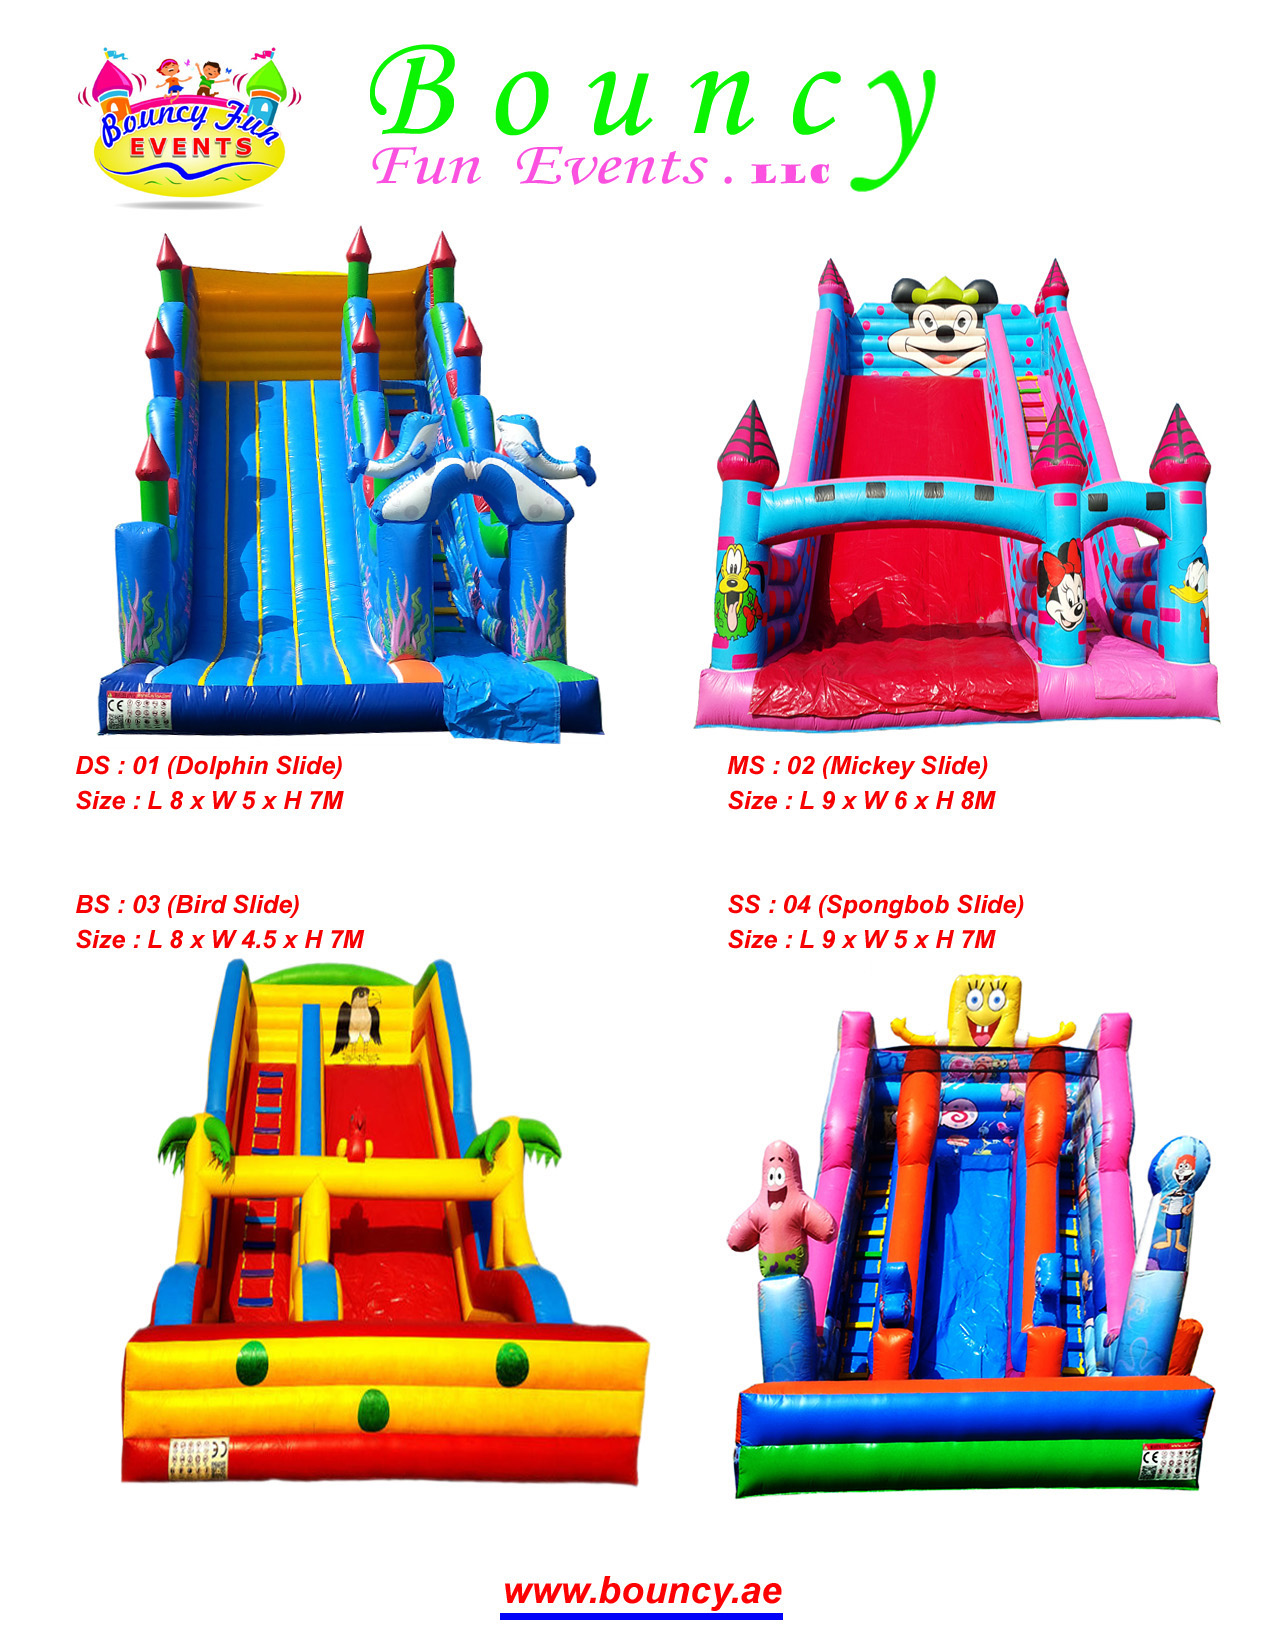 Bouncy Fun
EVENTS
Bouncy
Fun Events . LLC
DS : 01 (Dolphin Slide)
Size : L 8 x W 5 x H 7M
MS : 02 (Mickey Slide)
Size : L 9 x W 6 x H 8M
BS : 03 (Bird Slide)
Size : L 8 x W 4.5 x H 7M
SS : 04 (Spongbob Slide)
Size : L 9 x W 5 x H 7M
www.bouncy.ae